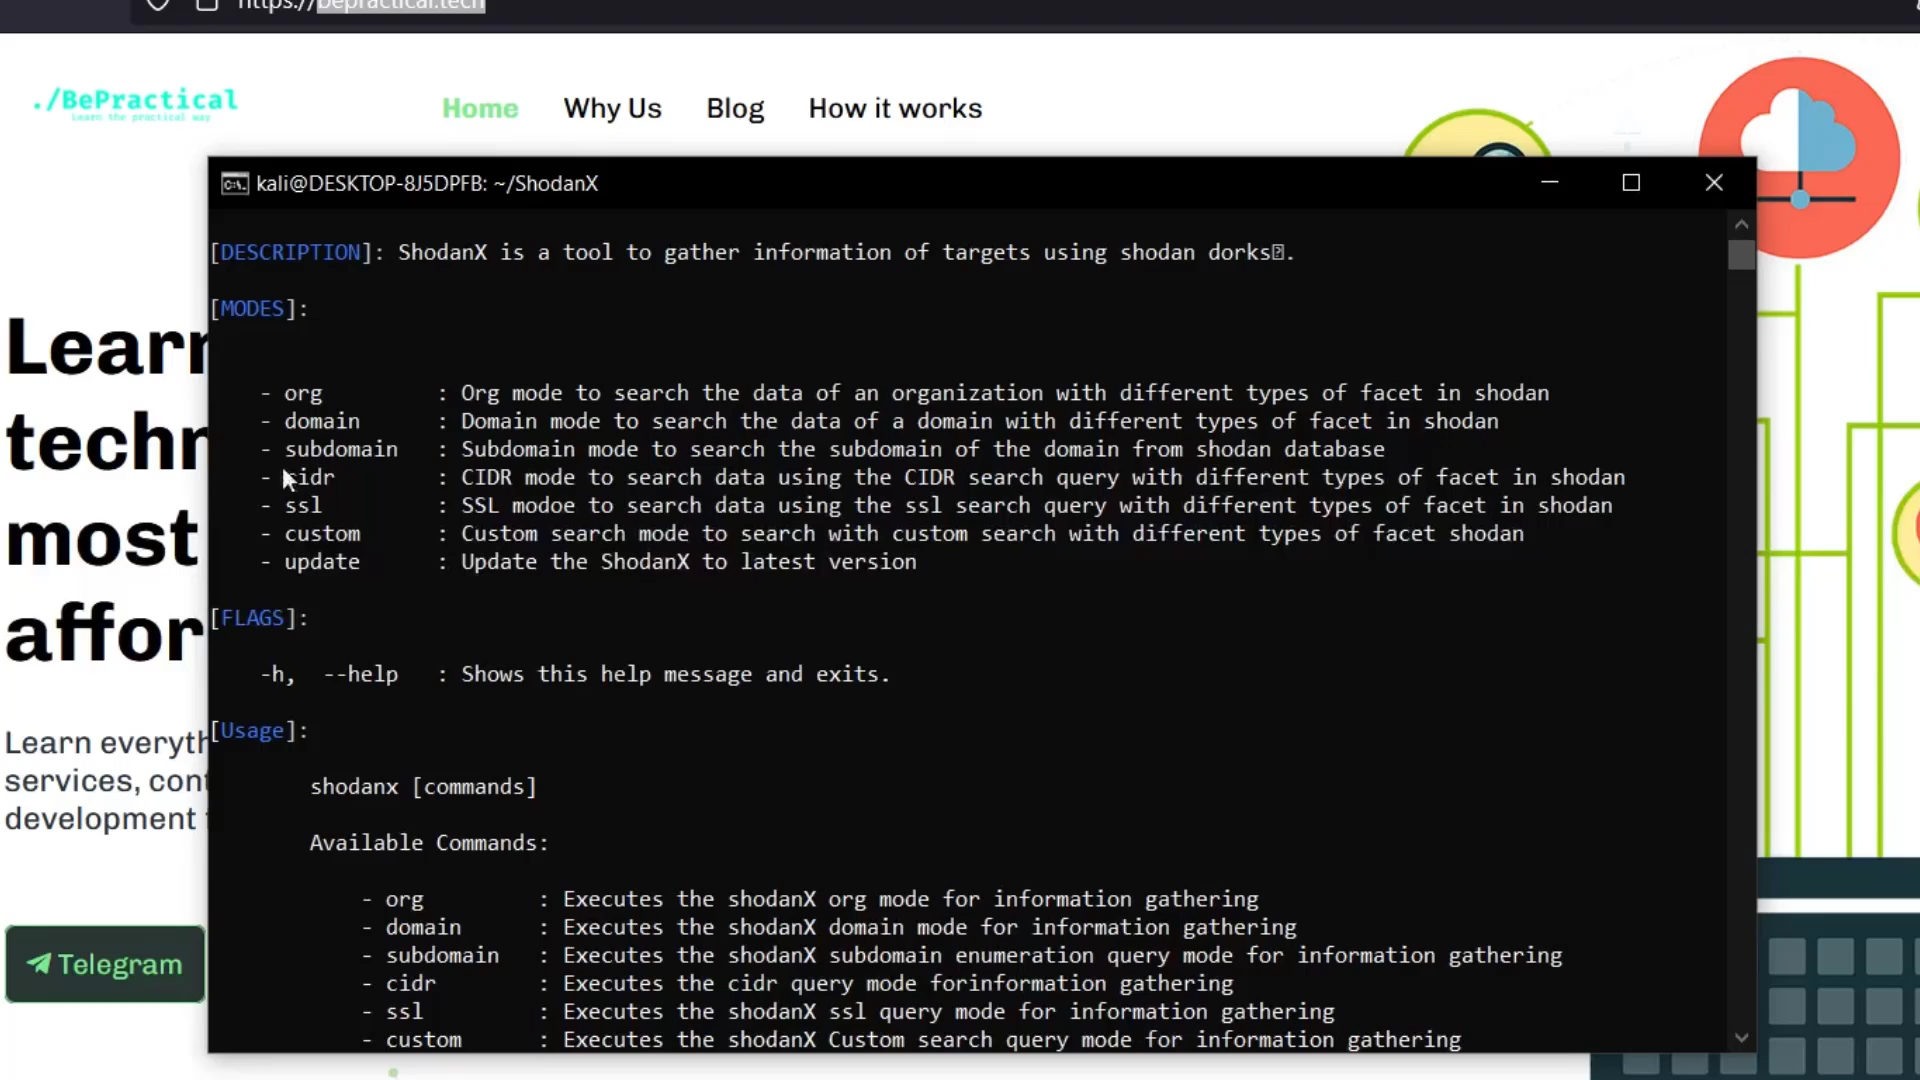 https://bepractical.tech
./BePractical
Learn the practical way
Home Why Us Blog How it works
kali@DESKTOP-8J5DPFB: ~/ShodanX
[DESCRIPTION]: ShodanX is a tool to gather information of targets using shodan dorks.
[MODES]:
- org : Org mode to search the data of an organization with different types of facet in shodan
- domain : Domain mode to search the data of a domain with different types of facet in shodan
- subdomain : Subdomain mode to search the subdomain of the domain from shodan database
- cidr : CIDR mode to search data using the CIDR search query with different types of facet in shodan
- ssl : SSL modoe to search data using the ssl search query with different types of facet in shodan
- custom : Custom search mode to search with custom search with different types of facet shodan
- update : Update the ShodanX to latest version
[FLAGS]:
-h, --help : Shows this help message and exits.
[Usage]:
shodanx [commands]
Available Commands:
- org : Executes the shodanX org mode for information gathering
- domain : Executes the shodanX domain mode for information gathering
- subdomain : Executes the shodanX subdomain enumeration query mode for information gathering
- cidr : Executes the cidr query mode forinformation gathering
- ssl : Executes the shodanX ssl query mode for information gathering
- custom : Executes the shodanX Custom search query mode for information gathering
Learn
techn
most
affor
Learn everyth
services, con
development
Telegram